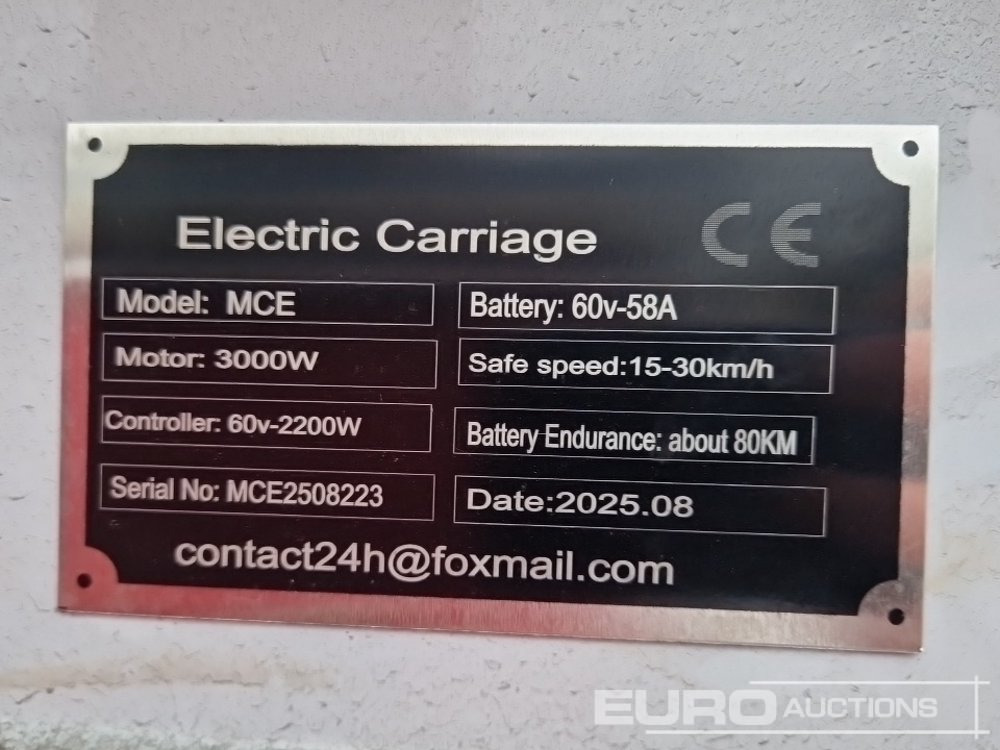 Electric Carriage CE
Model: MCE
Battery: 60v-58A
Motor: 3000W
Safe speed:15-30km/h
Controller: 60v-2200W
Battery Endurance: about 80KM
Serial No: MCE2508223
Date:2025.08
contact24h@foxmail.com
EURO AUCTIONS